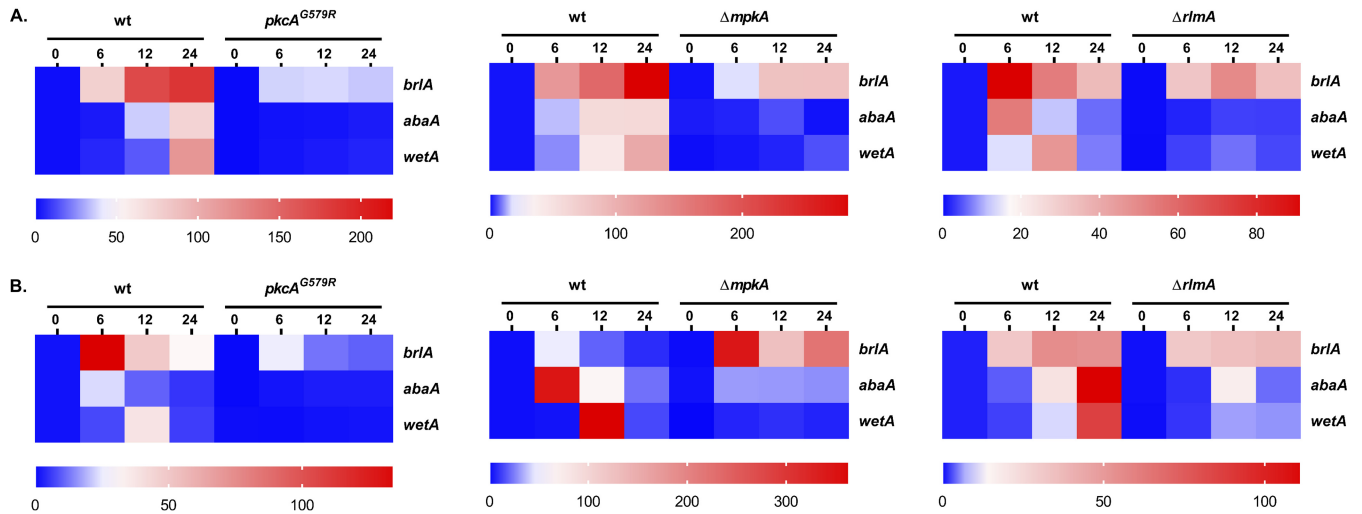 A.
wt pkcA^G579R wt ΔmpkA wt ΔrlmA
0 6 12 24 0 6 12 24 0 6 12 24 0 6 12 24 0 6 12 24 0 6 12 24
brlA brlA brlA
abaA abaA abaA
wetA wetA wetA
0 50 100 150 200 0 100 200 0 20 40 60 80
B.
wt pkcA^G579R wt ΔmpkA wt ΔrlmA
0 6 12 24 0 6 12 24 0 6 12 24 0 6 12 24 0 6 12 24 0 6 12 24
brlA brlA brlA
abaA abaA abaA
wetA wetA wetA
0 50 100 0 100 200 300 0 50 100